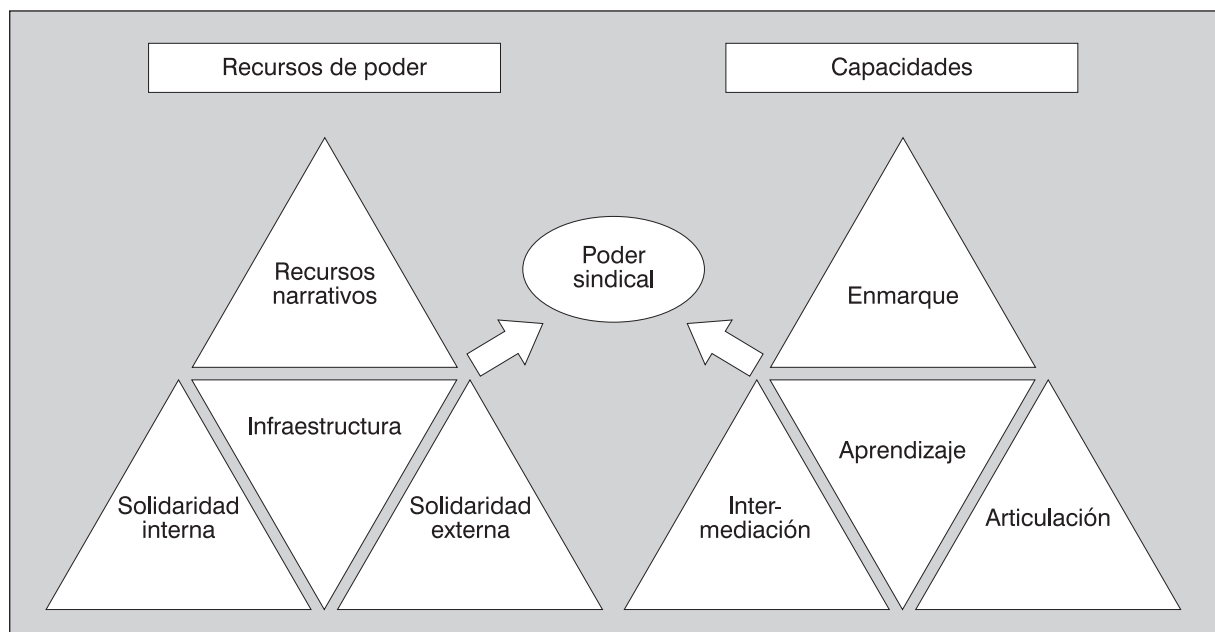 Recursos de poder
Capacidades
Recursos
narrativos
Poder
sindical
Enmarque
Infraestructura
Aprendizaje
Solidaridad
interna
Solidaridad
externa
Inter-
mediación
Articulación